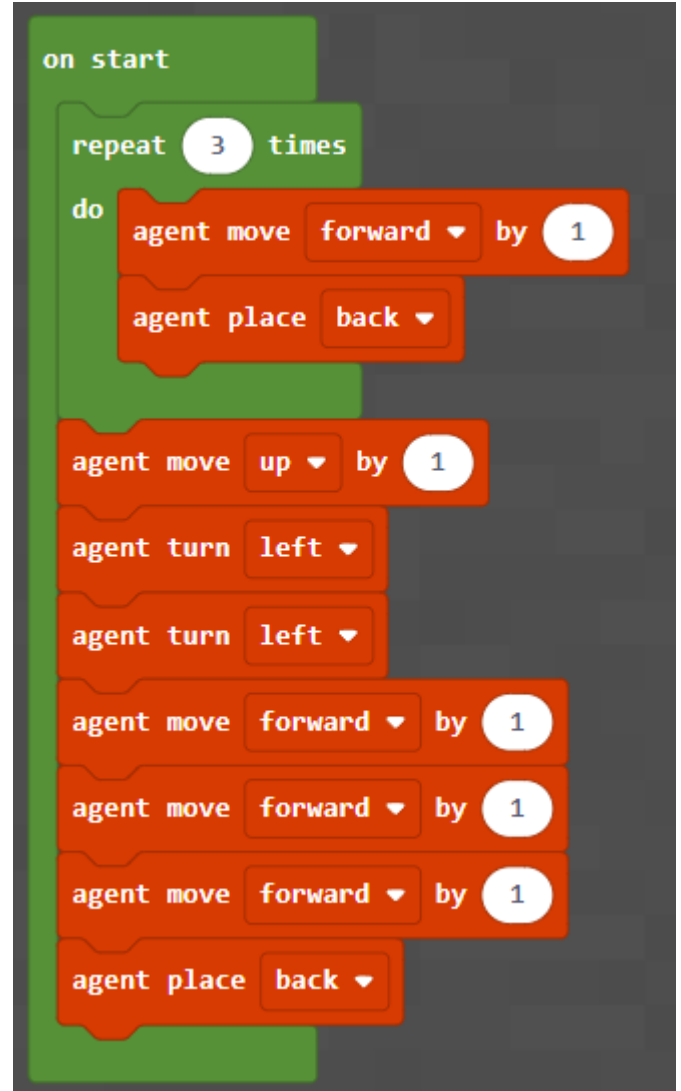 on start
repeat 3 times
do
agent move forward by 1
agent place back
agent move up by 1
agent turn left
agent turn left
agent move forward by 1
agent move forward by 1
agent move forward by 1
agent place back